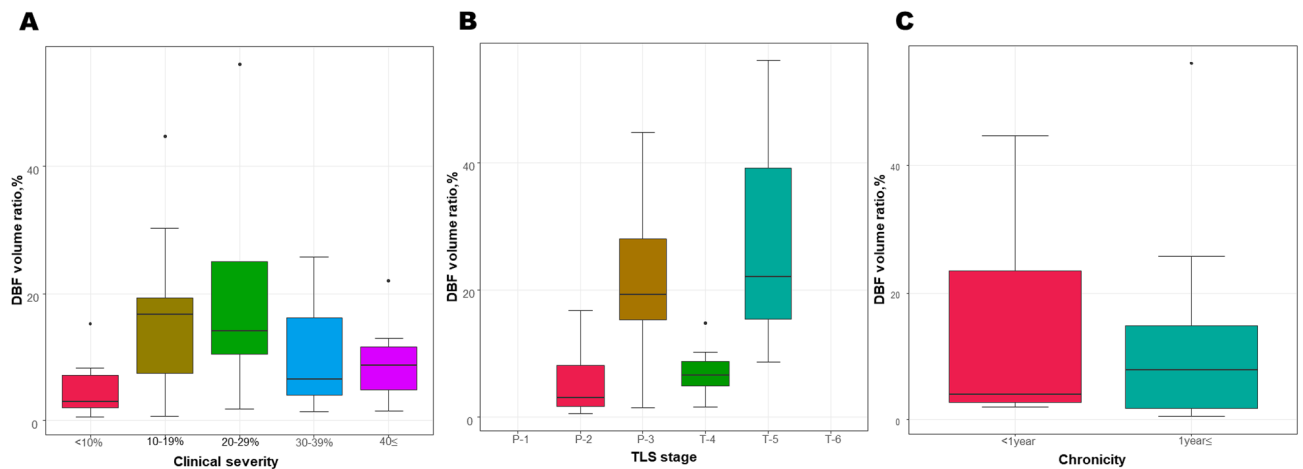 A
DBF volume ratio,%
40
20
0
<10%
10-19%
20-29%
30-39%
40≤
Clinical severity
B
DBF volume ratio,%
40
20
0
P-1
P-2
P-3
T-4
T-5
T-6
TLS stage
C
DBF volume ratio,%
40
20
0
<1year
1year≤
Chronicity